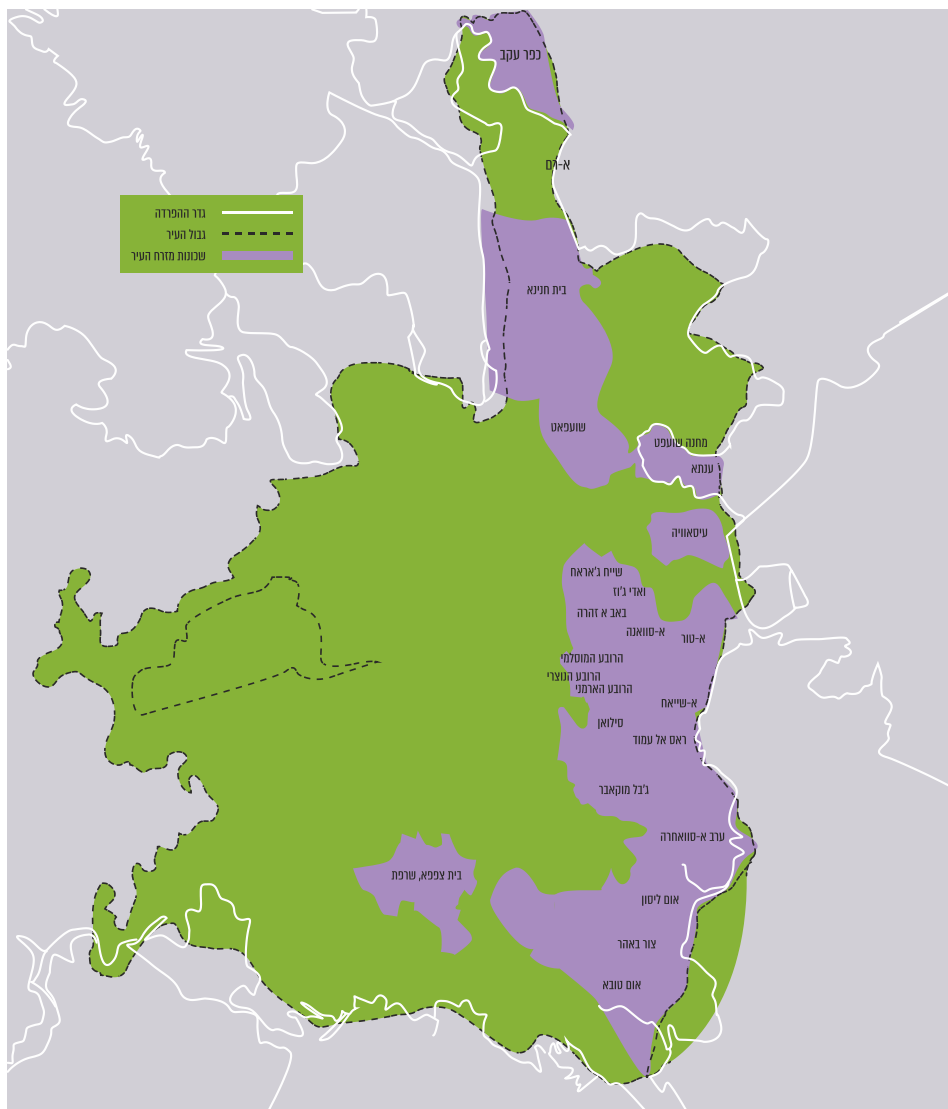 כפר עקב
א-רם
גדר ההפרדה
גבול העיר
שכונות מזרח העיר
בית חנינא
שועפאט
מחנה שועפט
ענתא
עיסאוויה
שייח ג'אראח
ואדי ג'וז
באב א זהרה
א-סוואנה
א-טור
הרובע המוסלמי
הרובע הנוצרי
הרובע הארמני
א-שייאח
סילואן
ראס אל עמוד
ג'בל מוקאבר
ערב א-סוואחרה
בית צפפא, שרפת
אום ליסון
צור באהר
אום טובא